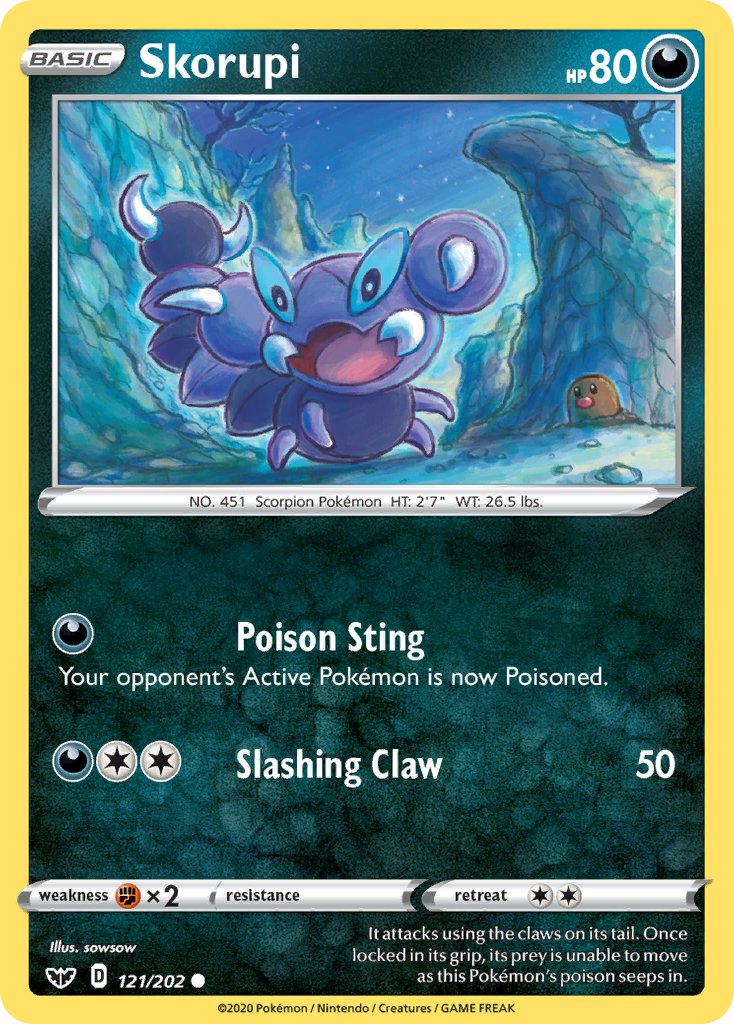 BASIC
Skorupi
HP 80
NO. 451 Scorpion Pokémon HT: 2'7" WT: 26.5 lbs.
Poison Sting
Your opponent's Active Pokémon is now Poisoned.
Slashing Claw 50
weakness ×2 resistance retreat
Illus. sowsow
It attacks using the claws on its tail. Once
locked in its grip, its prey is unable to move
as this Pokémon's poison seeps in.
D 121/202
©2020 Pokémon / Nintendo / Creatures / GAME FREAK